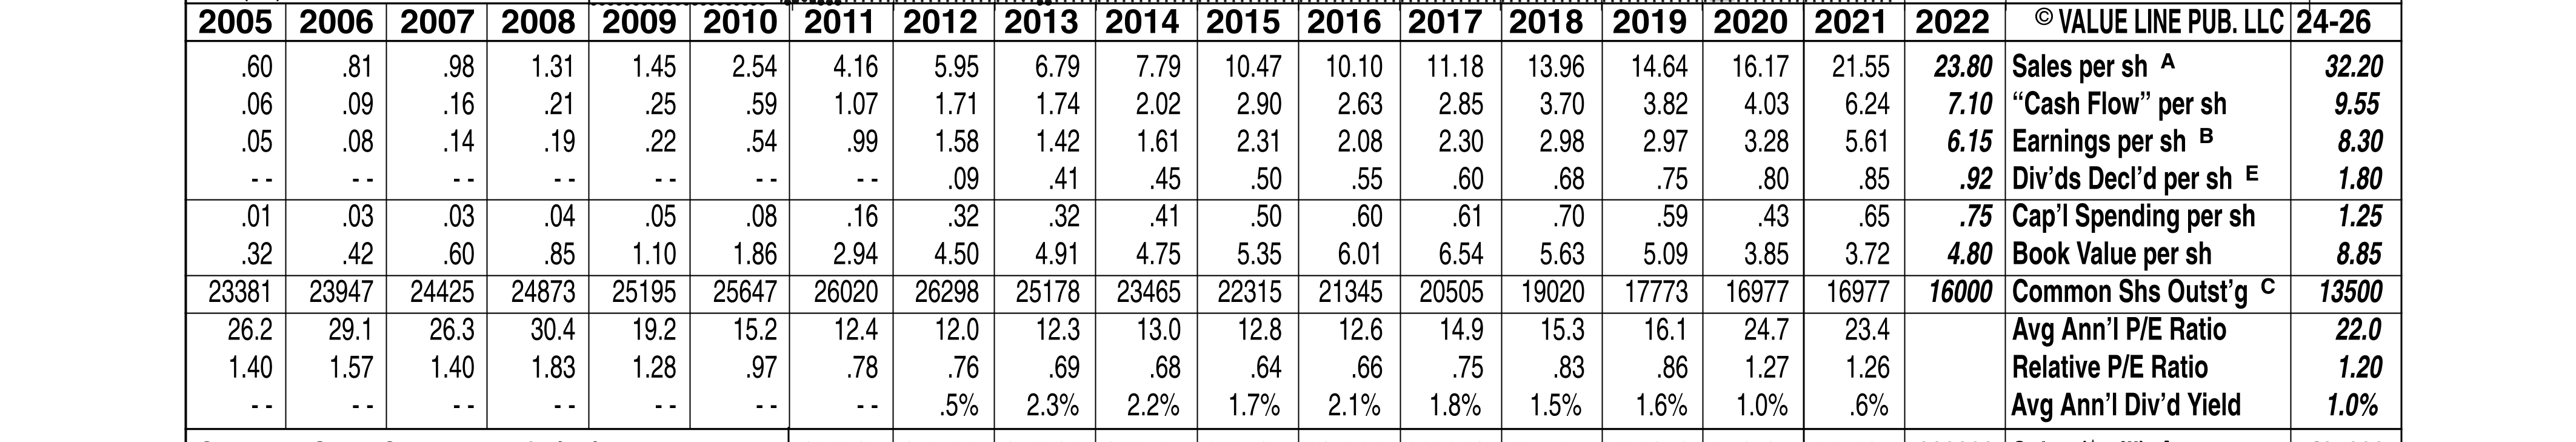 2005 2006 2007 2008 2009 2010 2011 2012 2013 2014 2015 2016 2017 2018 2019 2020 2021 2022 © VALUE LINE PUB. LLC 24-26
.60 .81 .98 1.31 1.45 2.54 4.16 5.95 6.79 7.79 10.47 10.10 11.18 13.96 14.64 16.17 21.55 23.80 Sales per sh A 32.20
.06 .09 .16 .21 .25 .59 1.07 1.71 1.74 2.02 2.90 2.63 2.85 3.70 3.82 4.03 6.24 7.10 “Cash Flow” per sh 9.55
.05 .08 .14 .19 .22 .54 .99 1.58 1.42 1.61 2.31 2.08 2.30 2.98 2.97 3.28 5.61 6.15 Earnings per sh B 8.30
- - - - - - - - - - - - - - .09 .41 .45 .50 .55 .60 .68 .75 .80 .85 .92 Div’ds Decl’d per sh E 1.80
.01 .03 .03 .04 .05 .08 .16 .32 .32 .41 .50 .60 .61 .70 .59 .43 .65 .75 Cap’l Spending per sh 1.25
.32 .42 .60 .85 1.10 1.86 2.94 4.50 4.91 4.75 5.35 6.01 6.54 5.63 5.09 3.85 3.72 4.80 Book Value per sh 8.85
23381 23947 24425 24873 25195 25647 26020 26298 25178 23465 22315 21345 20505 19020 17773 16977 16977 16000 Common Shs Outst’g C 13500
26.2 29.1 26.3 30.4 19.2 15.2 12.4 12.0 12.3 13.0 12.8 12.6 14.9 15.3 16.1 24.7 23.4 Avg Ann’l P/E Ratio 22.0
1.40 1.57 1.40 1.83 1.28 .97 .78 .76 .69 .68 .64 .66 .75 .83 .86 1.27 1.26 Relative P/E Ratio 1.20
- - - - - - - - - - - - - - .5% 2.3% 2.2% 1.7% 2.1% 1.8% 1.5% 1.6% 1.0% .6% Avg Ann’l Div’d Yield 1.0%